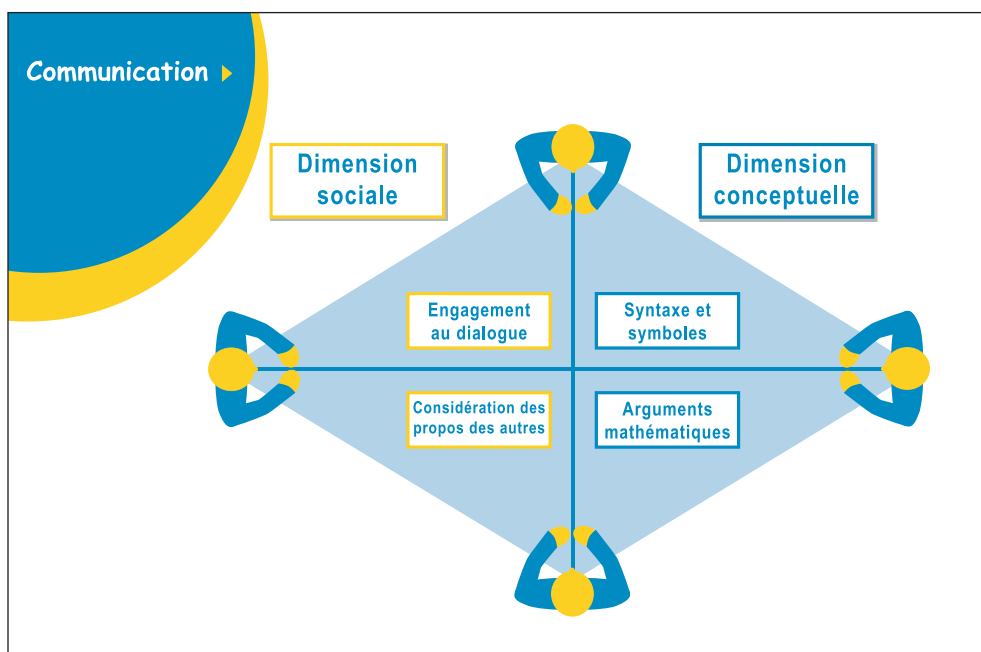 Communication
Dimension
sociale
Dimension
conceptuelle
Engagement
au dialogue
Syntaxe et
symboles
Considération des
propos des autres
Arguments
mathématiques